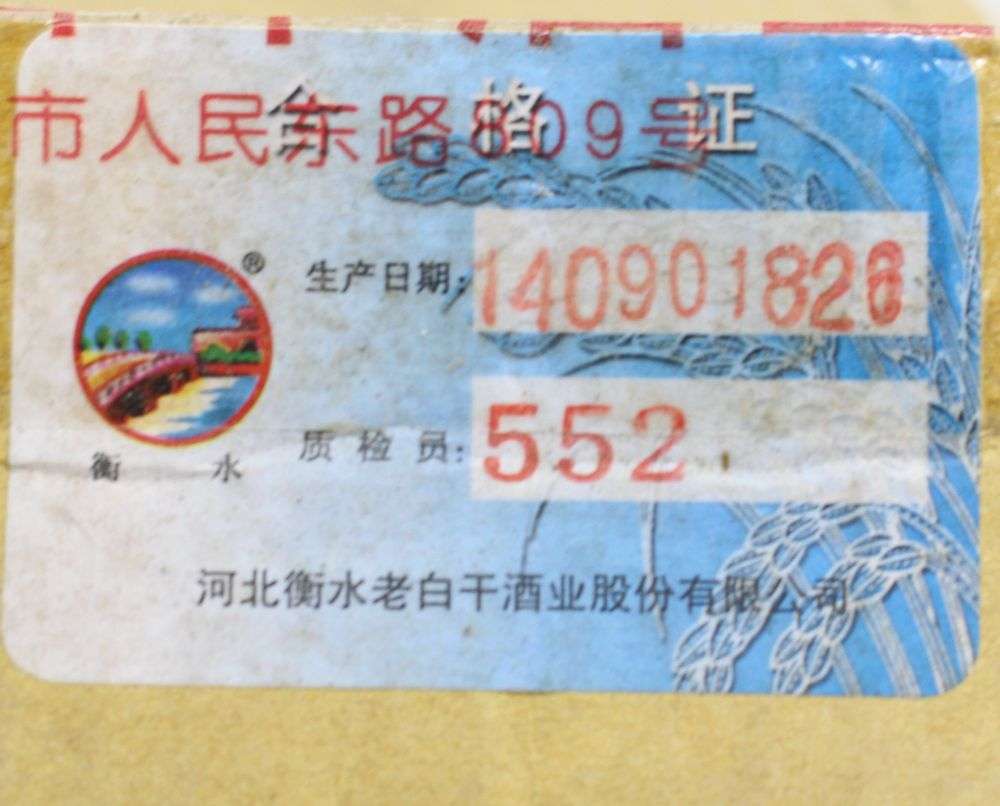 合格证
市人民东路809号
生产日期:
140901826
®
衡水
质检员:
552
河北衡水老白干酒业股份有限公司